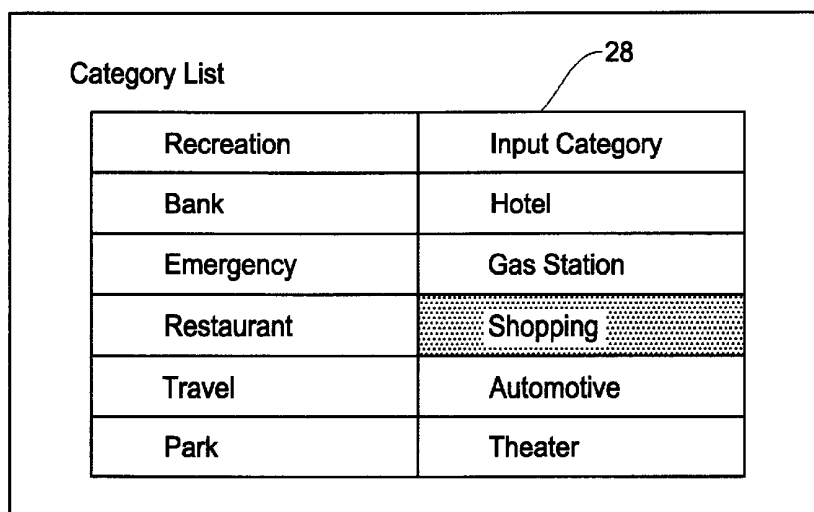 28
Category List
Recreation Input Category
Bank Hotel
Emergency Gas Station
Restaurant Shopping
Travel Automotive
Park Theater